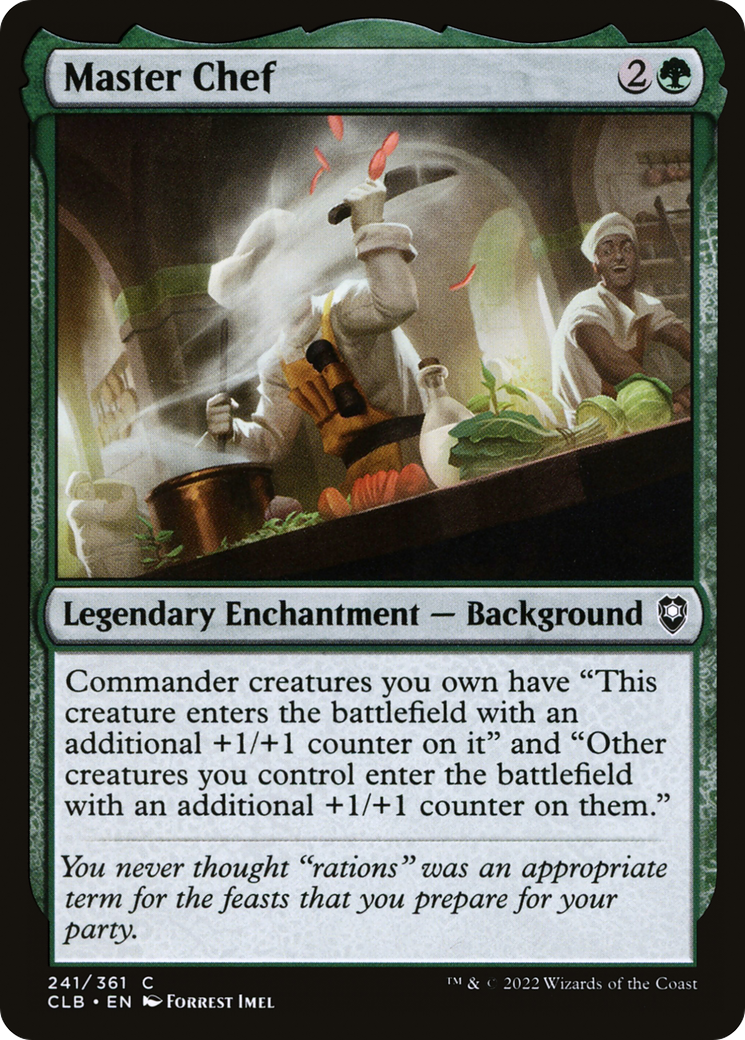 Master Chef 2
Legendary Enchantment — Background
Commander creatures you own have “This
creature enters the battlefield with an
additional +1/+1 counter on it” and “Other
creatures you control enter the battlefield
with an additional +1/+1 counter on them.”
You never thought “rations” was an appropriate
term for the feasts that you prepare for your
party.
241/361 C
CLB • EN Forrest Imel
™ & © 2022 Wizards of the Coast